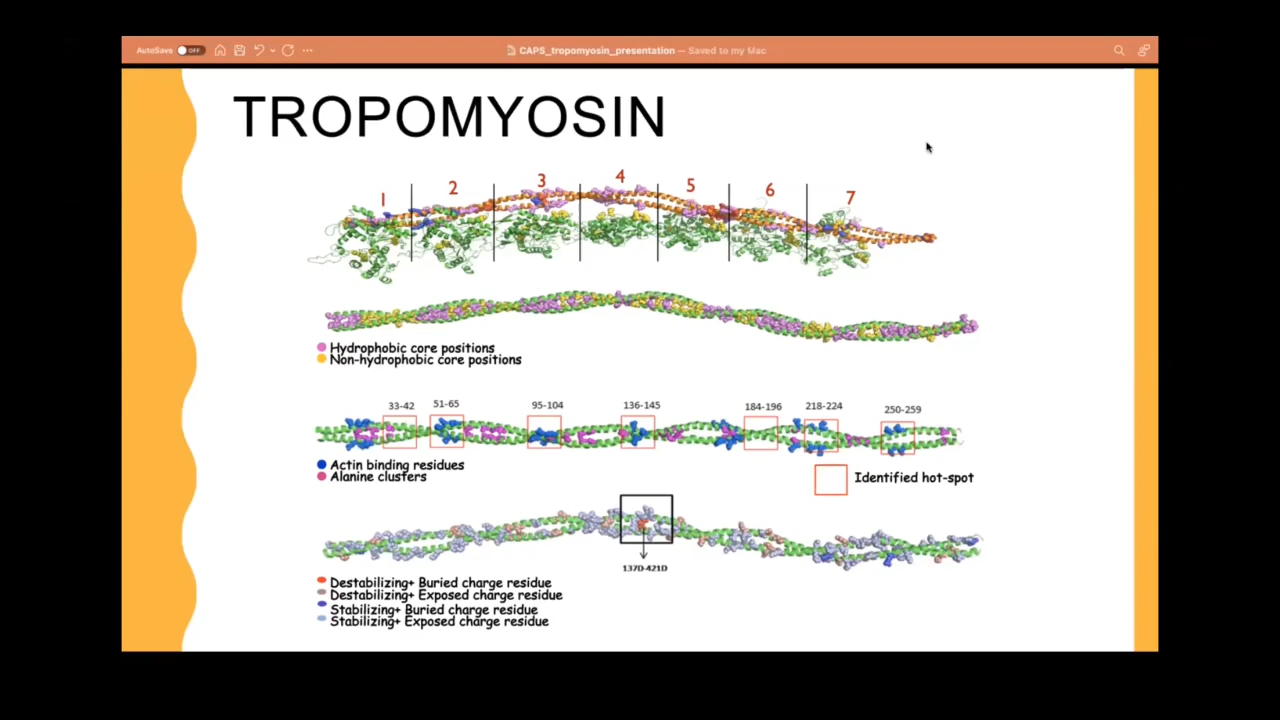 AutoSave OFF
CAPS_tropomyosin_presentation — Saved to my Mac
TROPOMYOSIN
1 2 3 4 5 6 7
Hydrophobic core positions
Non-hydrophobic core positions
33-42 51-65 95-104 136-145 184-196 218-224 250-259
Actin binding residues
Alanine clusters
Identified hot-spot
137D-421D
Destabilizing+ Buried charge residue
Destabilizing+ Exposed charge residue
Stabilizing+ Buried charge residue
Stabilizing+ Exposed charge residue